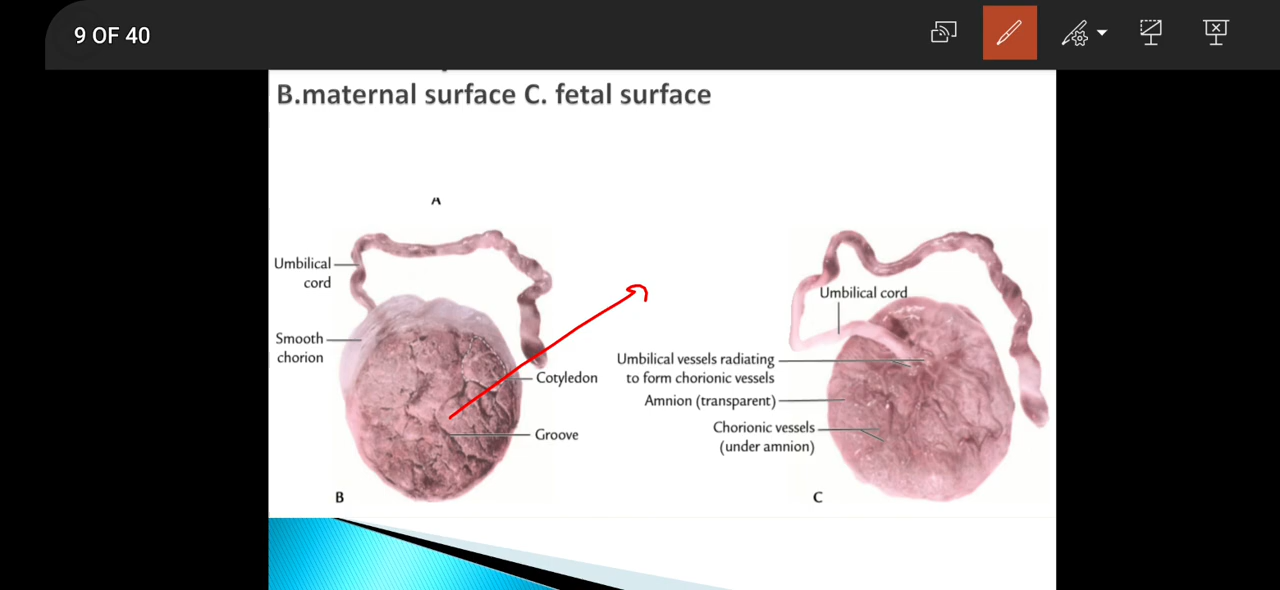 9 OF 40
B.maternal surface C. fetal surface
A
Umbilical
cord
Smooth
chorion
Cotyledon
Groove
B
Umbilical cord
Umbilical vessels radiating
to form chorionic vessels
Amnion (transparent)
Chorionic vessels
(under amnion)
C